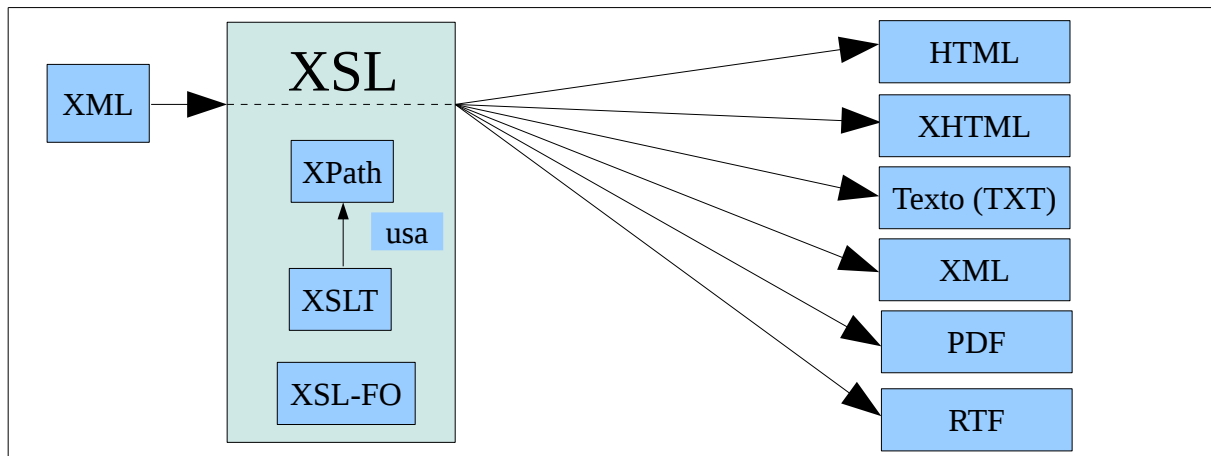 XML
XSL
XPath
usa
XSLT
XSL-FO
HTML
XHTML
Texto (TXT)
XML
PDF
RTF